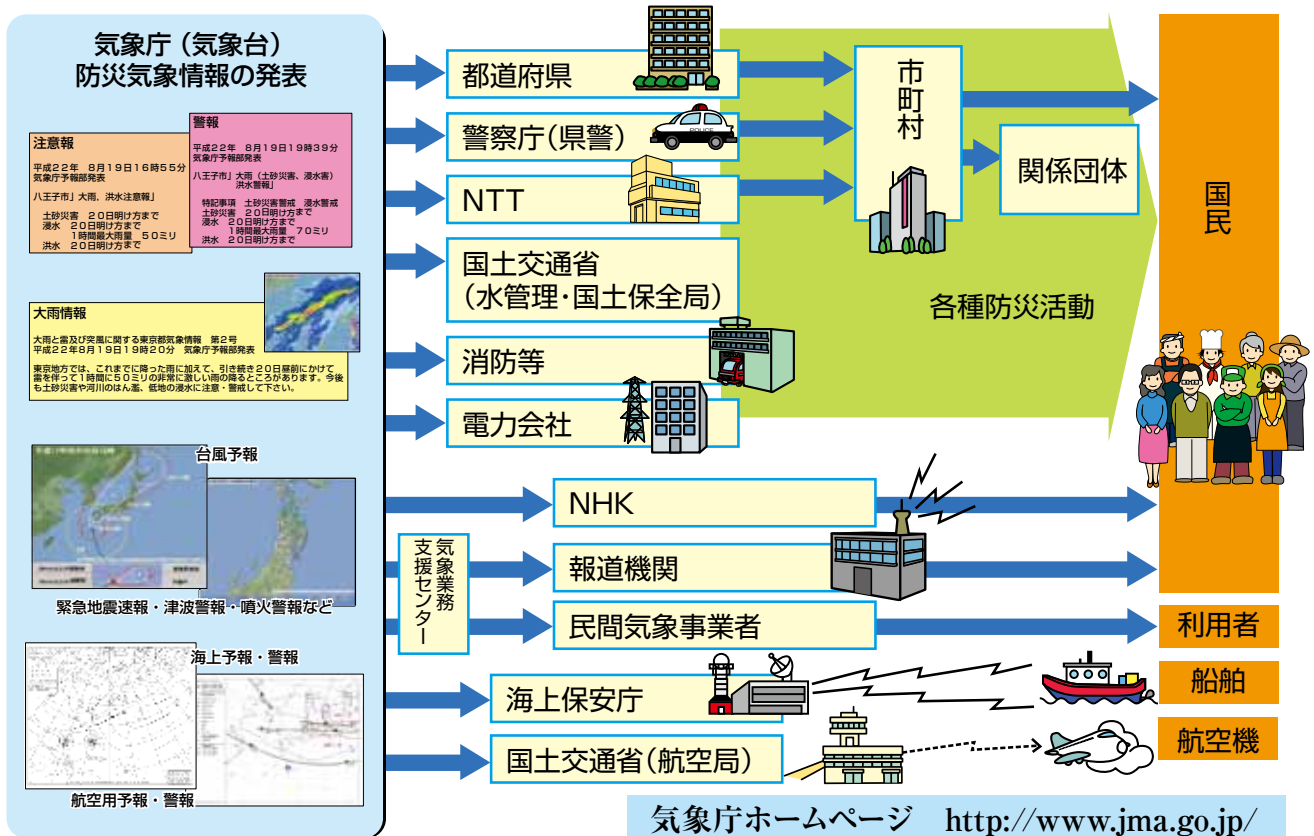 気象庁（気象台）
防災気象情報の発表
注意報
平成２２年　８月１９日１６時５５分
気象庁予報部発表
八王子市」大雨，洪水注意報」
土砂災害　２０日明け方まで
浸水　２０日明け方まで
１時間最大雨量　５０ミリ
洪水　２０日明け方まで
警報
平成２２年　８月１９日１９時３９分
気象庁予報部発表
八王子市」大雨（土砂災害、浸水害）
洪水警報」
特記事項　土砂災害警戒　浸水警戒
土砂災害　２０日明け方まで
浸水　２０日明け方まで
１時間最大雨量　７０ミリ
洪水　２０日明け方まで
大雨情報
大雨と雷及び突風に関する東京都気象情報　第２号
平成２２年８月１９日１９時２０分　気象庁予報部発表
東京地方では、これまでに降った雨に加えて、引き続き２０日昼前にかけて
雷を伴って１時間に５０ミリの非常に激しい雨の降るところがあります。今後
も土砂災害や河川のはん濫、低地の浸水に注意・警戒して下さい。
台風予報
緊急地震速報・津波警報・噴火警報など
海上予報・警報
航空用予報・警報
都道府県
警察庁（県警）
POLICE
NTT
国土交通省
（水管理・国土保全局）
消防等
電力会社
市町村
関係団体
各種防災活動
国民
NHK
気象業務
支援センター
報道機関
民間気象事業者
利用者
海上保安庁
船舶
国土交通省（航空局）
航空機
気象庁ホームページ　http://www.jma.go.jp/